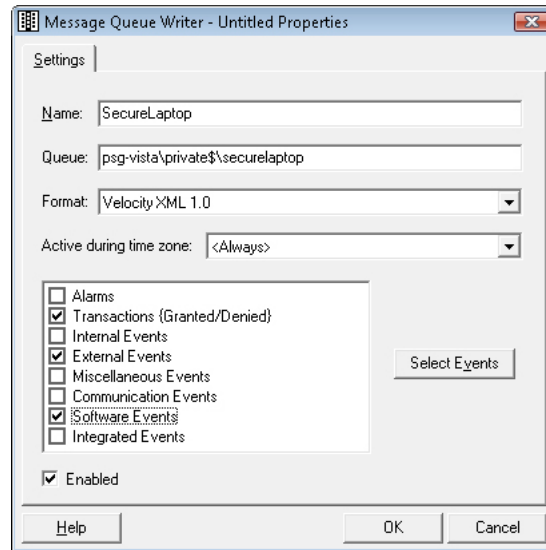 Message Queue Writer - Untitled Properties
Settings
Name: SecureLaptop
Queue: psg-vista\private$\securelaptop
Format: Velocity XML 1.0
Active during time zone: <Always>
Alarms
Transactions {Granted/Denied}
Internal Events
External Events
Miscellaneous Events
Communication Events
Software Events
Integrated Events
Select Events
Enabled
Help OK Cancel